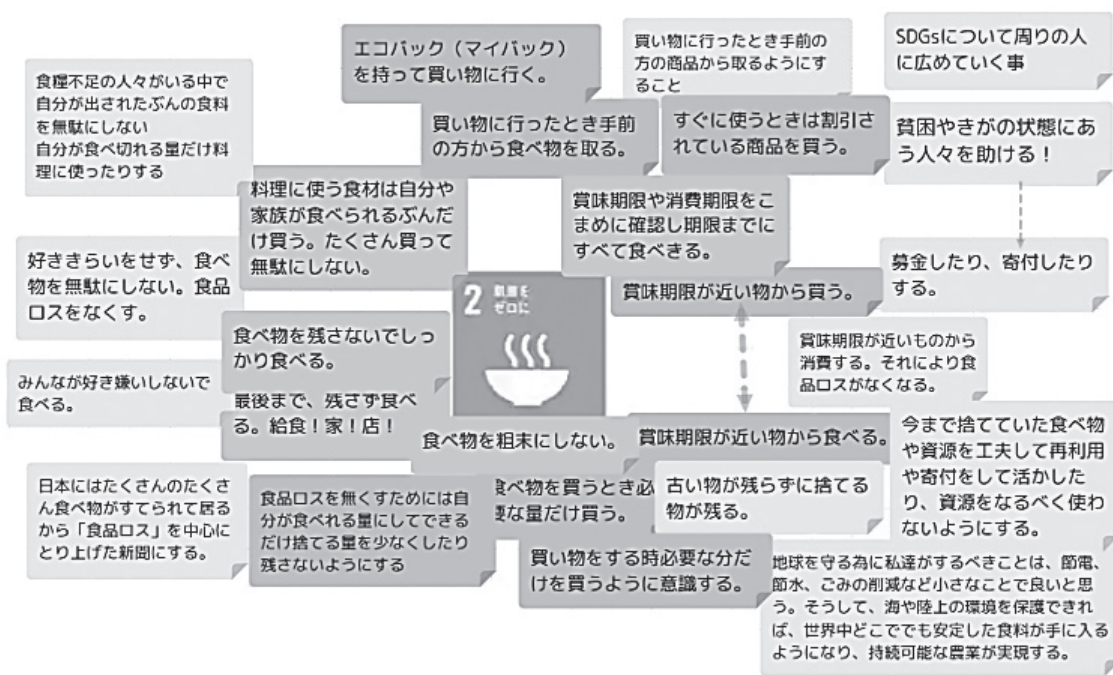 エコバック（マイバック）
を持って買い物に行く。
買い物に行ったとき手前の
方の商品から取るようにす
ること
SDGsについて周りの人
に広めていく事
食糧不足の人々がいる中で
自分が出されたぶんの食料
を無駄にしない
自分が食べ切れる量だけ料
理に使ったりする
買い物に行ったとき手前
の方から食べ物を取る。
すぐに使うときは割引さ
れている商品を買う。
貧困やきがの状態にあ
う人々を助ける！
料理に使う食材は自分や
家族が食べられるぶんだ
け買う。たくさん買って
無駄にしない。
賞味期限や消費期限をこ
まめに確認し期限までに
すべて食べきる。
好ききらいをせず、食べ
物を無駄にしない。食品
ロスをなくす。
募金したり、寄付したり
する。
2 飢餓を
ゼロに
賞味期限が近い物から買う。
食べ物を残さないでしっ
かり食べる。
賞味期限が近いものから
消費する。それにより食
品ロスがなくなる。
みんなが好き嫌いしないで
食べる。
最後まで、残さず食べ
る。給食！家！店！
食べ物を粗末にしない。
賞味期限が近い物から食べる。
今まで捨てていた食べ物
や資源を工夫して再利用
や寄付をして活かした
り、資源をなるべく使わ
ないようにする。
日本にはたくさんのたくさ
ん食べ物がすてられて居る
から「食品ロス」を中心に
とり上げた新聞にする。
食品ロスを無くすためには自
分が食べれる量にしてできる
だけ捨てる量を少なくしたり
残さないようにする
食べ物を買うとき必
要な量だけ買う。
古い物が残らずに捨てる
物が残る。
買い物をする時必要な分だ
けを買うように意識する。
地球を守る為に私達がするべきことは、節電、
節水、ごみの削減など小さなことで良いと思
う。そうして、海や陸上の環境を保護できれ
ば、世界中どこででも安定した食料が手に入る
ようになり、持続可能な農業が実現する。